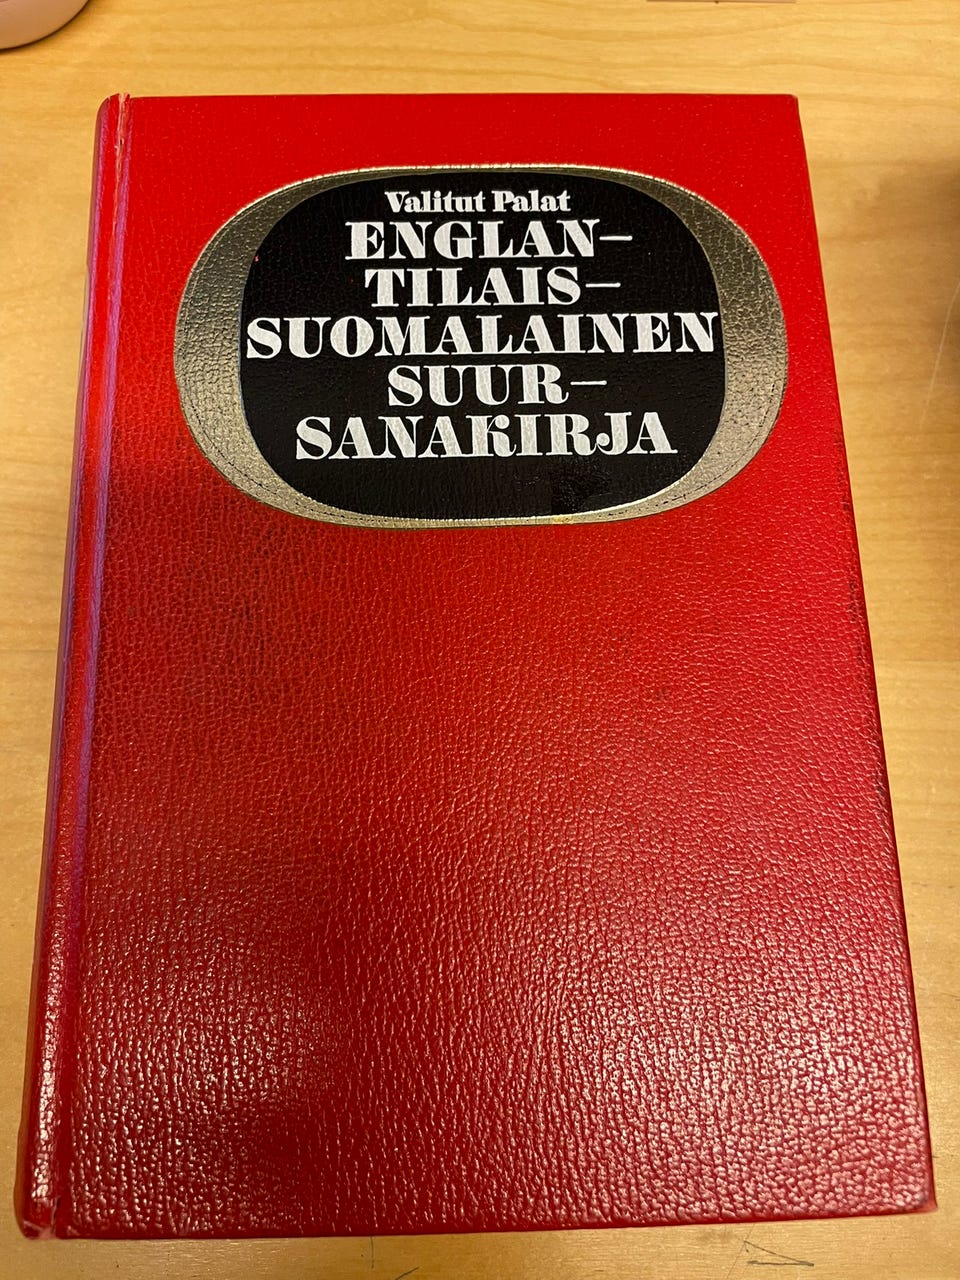 Valitut Palat
ENGLAN–
TILAIS–
SUOMALAINEN
SUUR–
SANAKIRJA